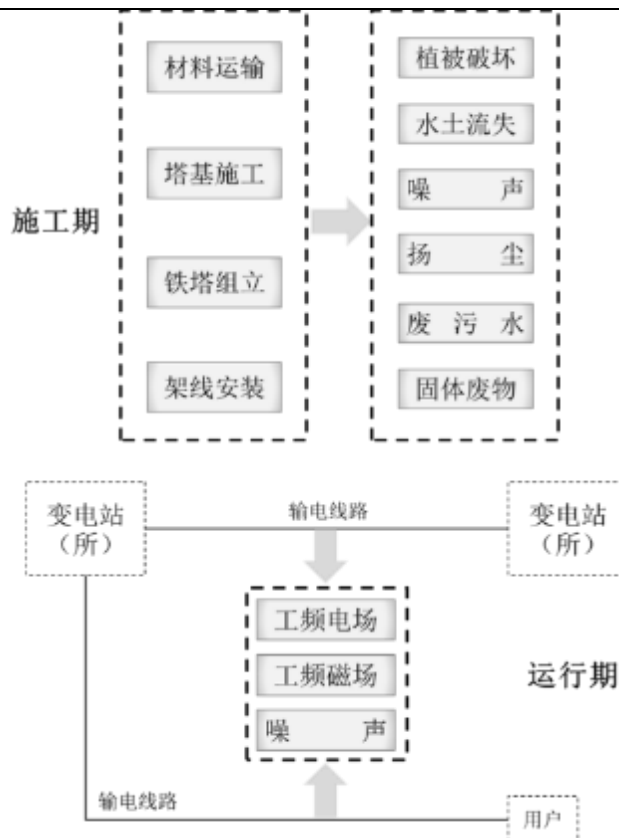 施工期
材料运输
塔基施工
铁塔组立
架线安装
植被破坏
水土流失
噪 声
扬 尘
废 污 水
固体废物
变电站
（所）
输电线路
变电站
（所）
工频电场
工频磁场
噪 声
运行期
输电线路
用户